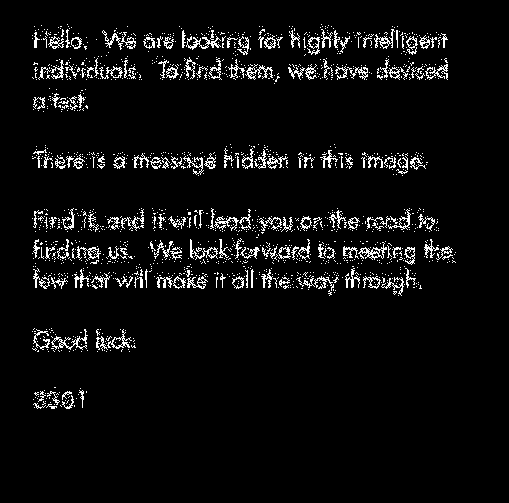 Hello. We are looking for highly intelligent
individuals. To find them, we have devised
a test.
There is a message hidden in this image.
Find it, and it will lead you on the road to
finding us. We look forward to meeting the
few that will make it all the way through.
Good luck.
3301